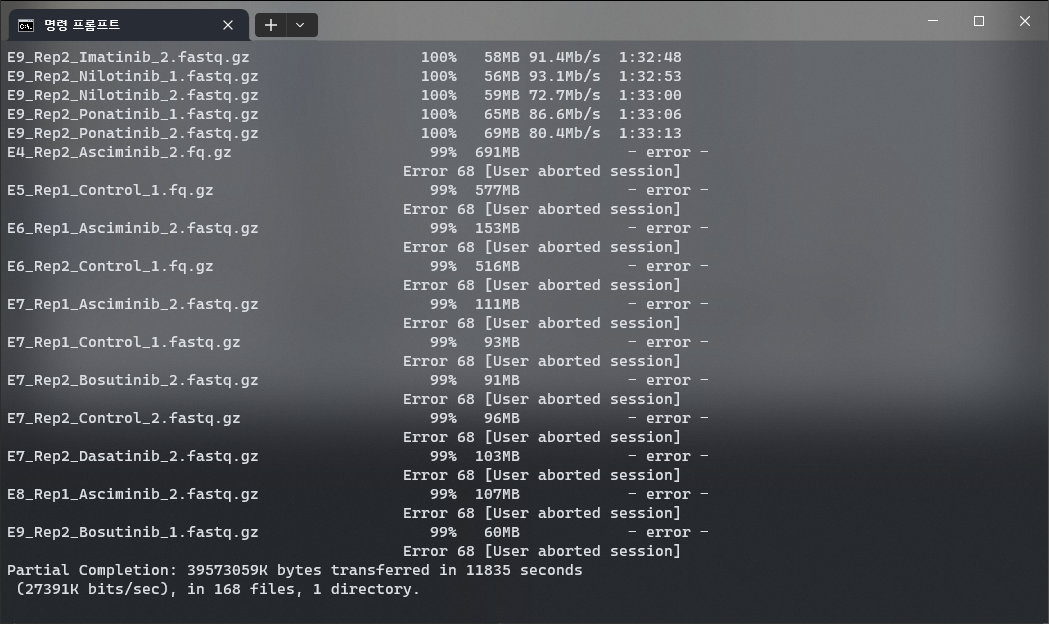 명령 프롬프트
E9_Rep2_Imatinib_2.fastq.gz 100% 58MB 91.4Mb/s 1:32:48
E9_Rep2_Nilotinib_1.fastq.gz 100% 56MB 93.1Mb/s 1:32:53
E9_Rep2_Nilotinib_2.fastq.gz 100% 59MB 72.7Mb/s 1:33:00
E9_Rep2_Ponatinib_1.fastq.gz 100% 65MB 86.6Mb/s 1:33:06
E9_Rep2_Ponatinib_2.fastq.gz 100% 69MB 80.4Mb/s 1:33:13
E4_Rep2_Asciminib_2.fq.gz 99% 691MB - error -
Error 68 [User aborted session]
E5_Rep1_Control_1.fq.gz 99% 577MB - error -
Error 68 [User aborted session]
E6_Rep1_Asciminib_2.fastq.gz 99% 153MB - error -
Error 68 [User aborted session]
E6_Rep2_Control_1.fq.gz 99% 516MB - error -
Error 68 [User aborted session]
E7_Rep1_Asciminib_2.fastq.gz 99% 111MB - error -
Error 68 [User aborted session]
E7_Rep1_Control_1.fastq.gz 99% 93MB - error -
Error 68 [User aborted session]
E7_Rep2_Bosutinib_2.fastq.gz 99% 91MB - error -
Error 68 [User aborted session]
E7_Rep2_Control_2.fastq.gz 99% 96MB - error -
Error 68 [User aborted session]
E7_Rep2_Dasatinib_2.fastq.gz 99% 103MB - error -
Error 68 [User aborted session]
E8_Rep1_Asciminib_2.fastq.gz 99% 107MB - error -
Error 68 [User aborted session]
E9_Rep2_Bosutinib_1.fastq.gz 99% 60MB - error -
Error 68 [User aborted session]
Partial Completion: 39573059K bytes transferred in 11835 seconds
(27391K bits/sec), in 168 files, 1 directory.